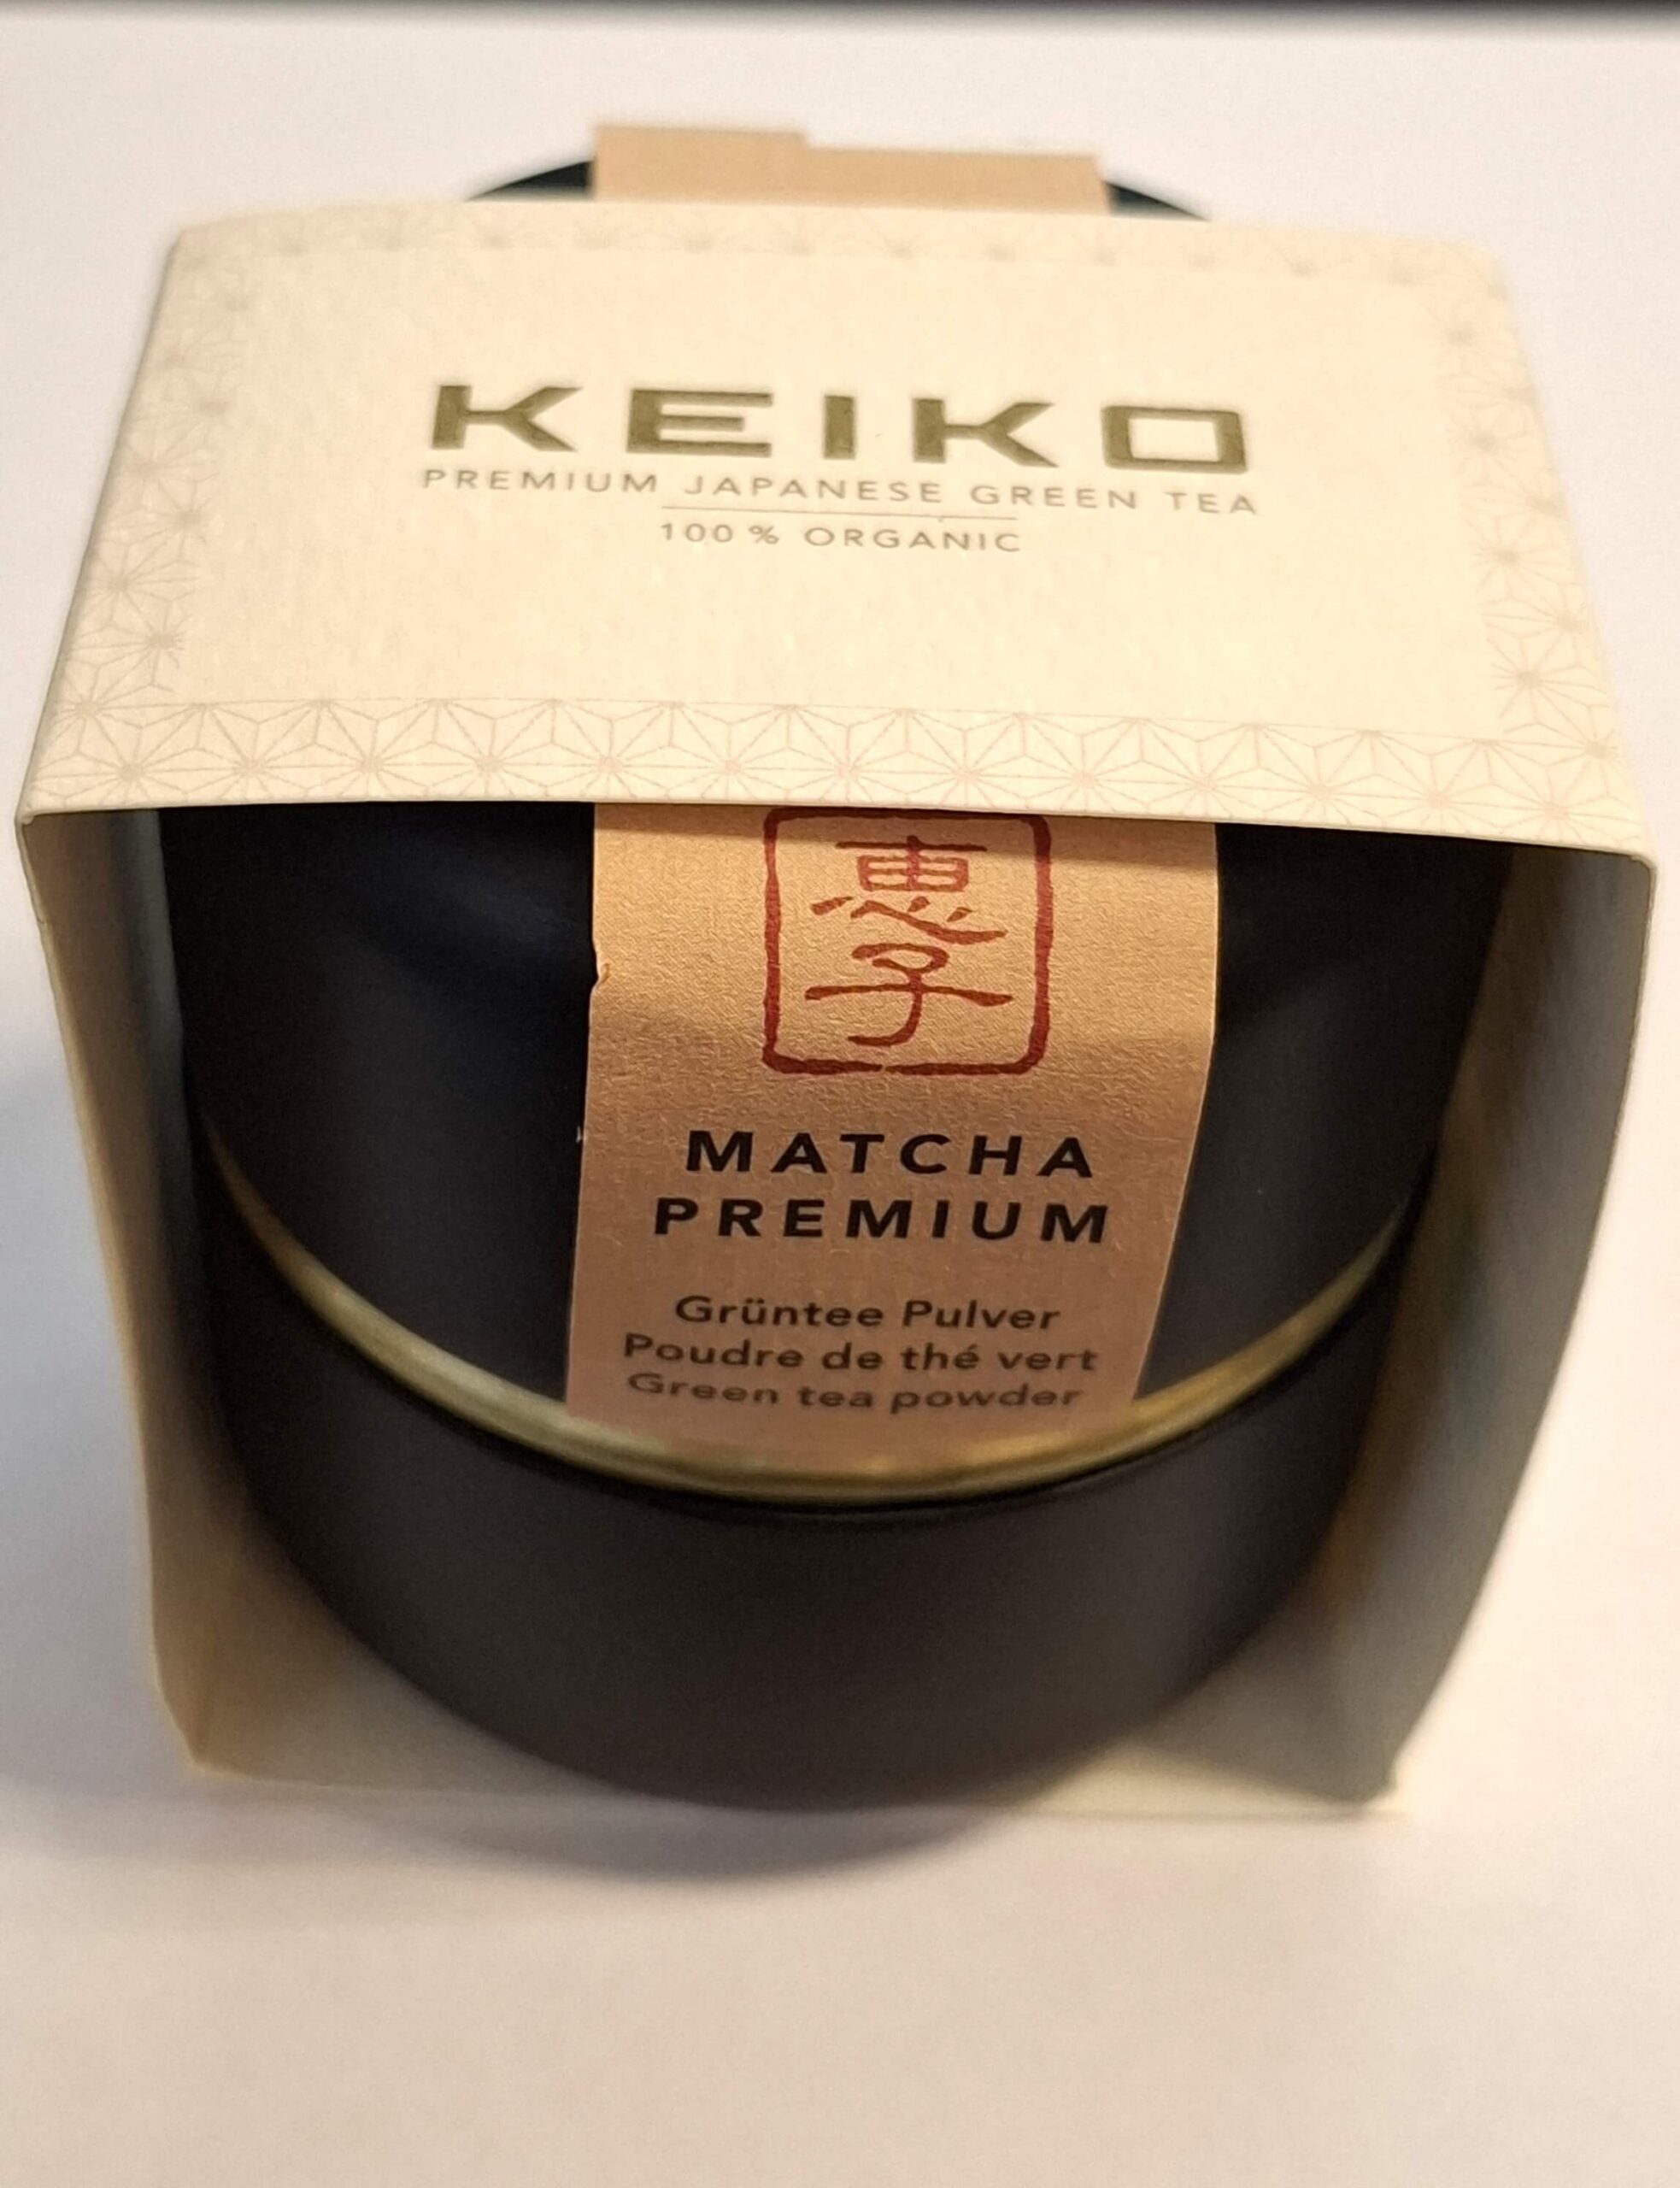 KEIKO
PREMIUM JAPANESE GREEN TEA
100 % ORGANIC
恵子
MATCHA
PREMIUM
Grüntee Pulver
Poudre de thé vert
Green tea powder